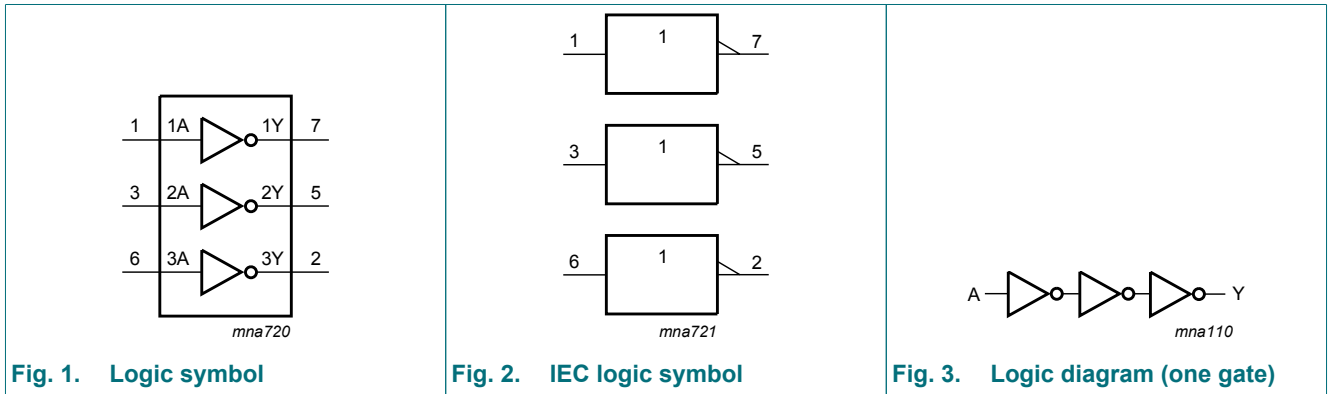 1 1A 1Y 7
3 2A 2Y 5
6 3A 3Y 2
mna720
Fig. 1. Logic symbol
1 1 7
3 1 5
6 1 2
mna721
Fig. 2. IEC logic symbol
A Y
mna110
Fig. 3. Logic diagram (one gate)